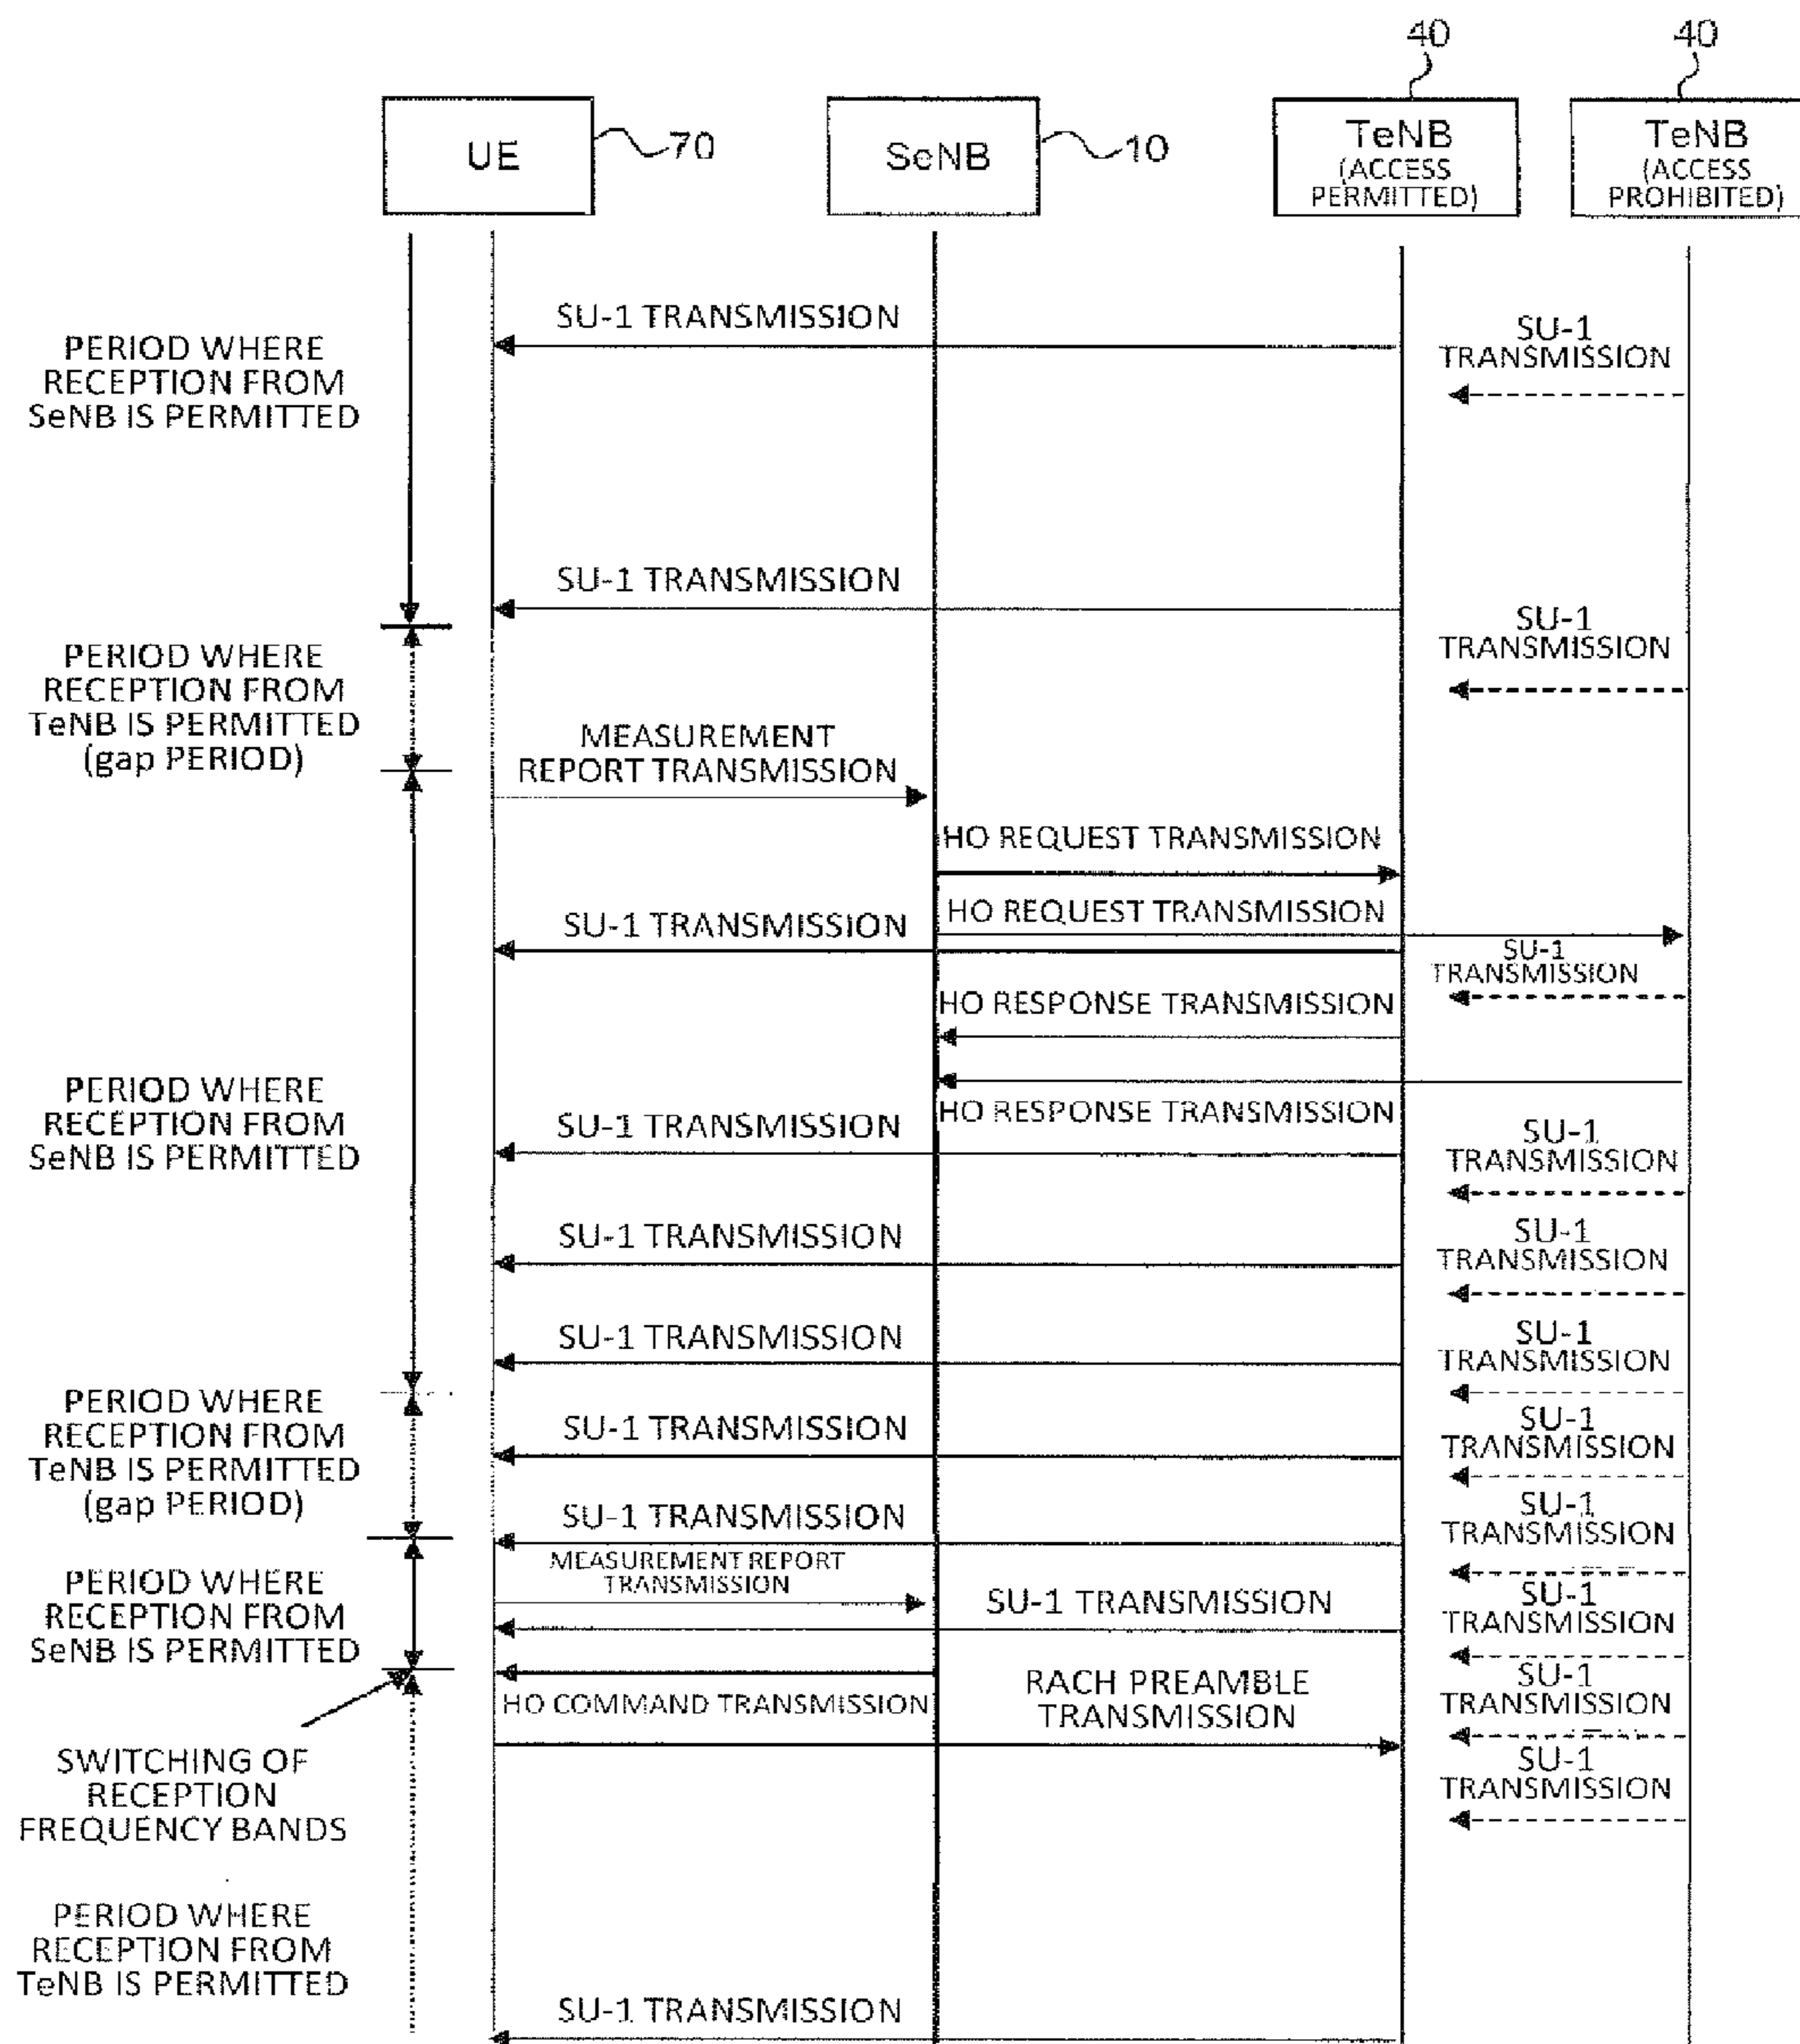 40
40
UE
70
SeNB
10
TeNB
(ACCESS
PERMITTED)
TeNB
(ACCESS
PROHIBITED)
SU-1 TRANSMISSION
SU-1
TRANSMISSION
PERIOD WHERE
RECEPTION FROM
SeNB IS PERMITTED
SU-1 TRANSMISSION
SU-1
TRANSMISSION
PERIOD WHERE
RECEPTION FROM
TeNB IS PERMITTED
(gap PERIOD)
MEASUREMENT
REPORT TRANSMISSION
HO REQUEST TRANSMISSION
HO REQUEST TRANSMISSION
SU-1 TRANSMISSION
SU-1
TRANSMISSION
HO RESPONSE TRANSMISSION
PERIOD WHERE
RECEPTION FROM
SeNB IS PERMITTED
HO RESPONSE TRANSMISSION
SU-1 TRANSMISSION
SU-1
TRANSMISSION
SU-1 TRANSMISSION
SU-1
TRANSMISSION
SU-1 TRANSMISSION
SU-1
TRANSMISSION
PERIOD WHERE
RECEPTION FROM
TeNB IS PERMITTED
(gap PERIOD)
SU-1 TRANSMISSION
SU-1
TRANSMISSION
SU-1 TRANSMISSION
SU-1
TRANSMISSION
MEASUREMENT REPORT
TRANSMISSION
PERIOD WHERE
RECEPTION FROM
SeNB IS PERMITTED
SU-1 TRANSMISSION
SU-1
TRANSMISSION
HO COMMAND TRANSMISSION
RACH PREAMBLE
TRANSMISSION
SU-1
TRANSMISSION
SWITCHING OF
RECEPTION
FREQUENCY BANDS
SU-1
TRANSMISSION
PERIOD WHERE
RECEPTION FROM
TeNB IS PERMITTED
SU-1 TRANSMISSION